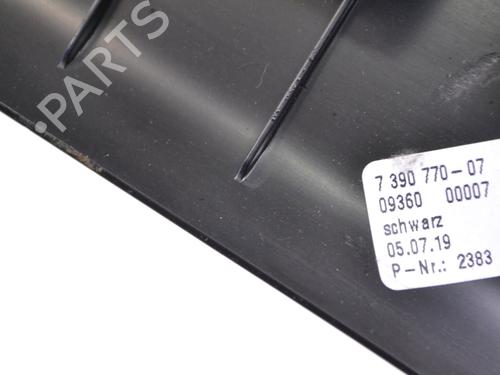 B-PARTS
7 390 770-07
09360 00007
schwarz
05.07.19
P-Nr.: 2383